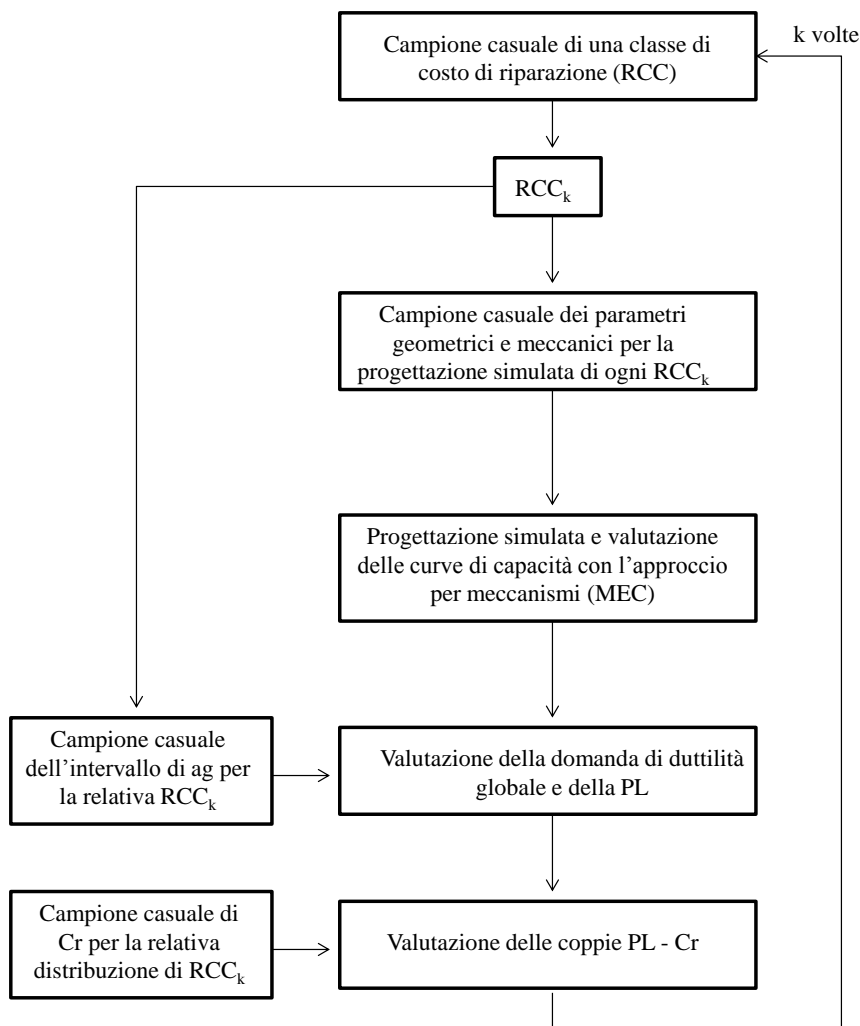 Campione casuale di una classe di
costo di riparazione (RCC)
k volte
RCCk
Campione casuale dei parametri
geometrici e meccanici per la
progettazione simulata di ogni RCCk
Progettazione simulata e valutazione
delle curve di capacità con l'approccio
per meccanismi (MEC)
Campione casuale
dell'intervallo di ag per
la relativa RCCk
Valutazione della domanda di duttilità
globale e della PL
Campione casuale di
Cr per la relativa
distribuzione di RCCk
Valutazione delle coppie PL - Cr